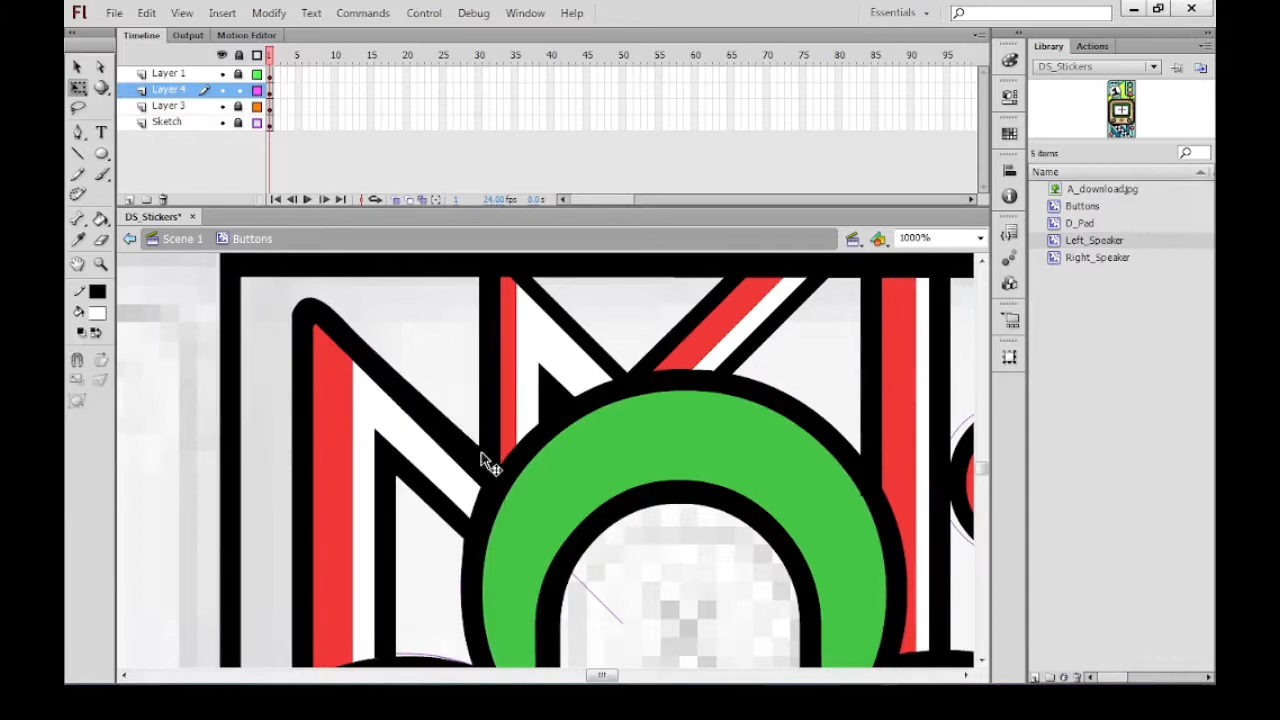 Fl File Edit View Insert Modify Text Commands Control Debug Window Help Essentials
Timeline Output Motion Editor Library Actions
1 5 10 15 20 25 30 35 40 45 50 55 60 65 70 75 80 85 90 95
DS_Stickers
Layer 1
Layer 4
Layer 3
Sketch
5 items
Name
A_download.jpg
Buttons
D_Pad
Left_Speaker
Right_Speaker
1 24.00 fps 0.0 s
DS_Stickers*
Scene 1 Buttons 1000%